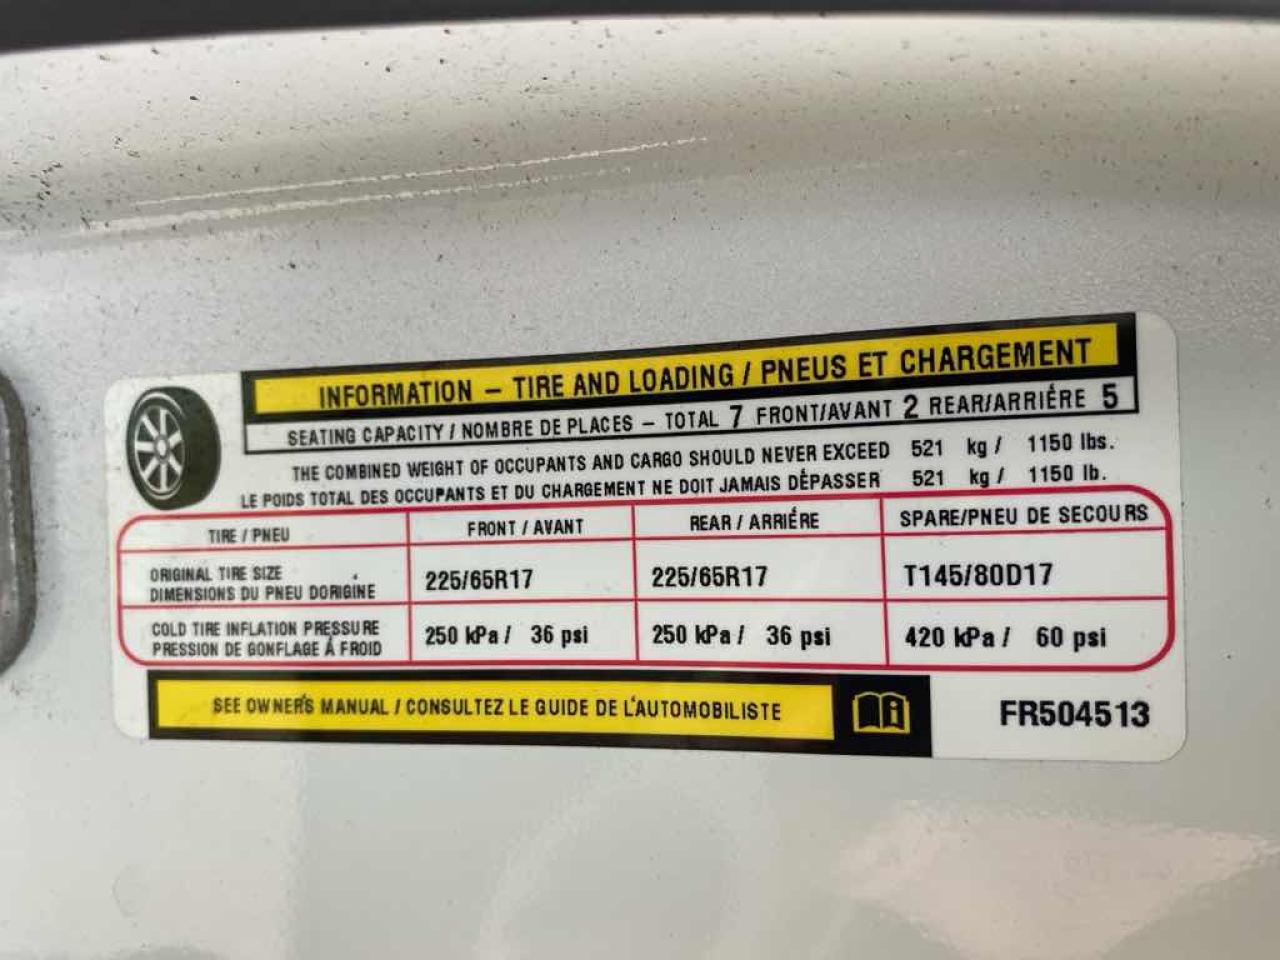 INFORMATION – TIRE AND LOADING / PNEUS ET CHARGEMENT
SEATING CAPACITY / NOMBRE DE PLACES – TOTAL 7 FRONT/AVANT 2 REAR/ARRIÉRE 5
THE COMBINED WEIGHT OF OCCUPANTS AND CARGO SHOULD NEVER EXCEED 521 kg / 1150 lbs.
LE POIDS TOTAL DES OCCUPANTS ET DU CHARGEMENT NE DOIT JAMAIS DÉPASSER 521 kg / 1150 lb.
TIRE / PNEU FRONT / AVANT REAR / ARRIÉRE SPARE/PNEU DE SECOURS
ORIGINAL TIRE SIZE
DIMENSIONS DU PNEU DORIGINE 225/65R17 225/65R17 T145/80D17
COLD TIRE INFLATION PRESSURE
PRESSION DE GONFLAGE Á FROID 250 kPa / 36 psi 250 kPa / 36 psi 420 kPa / 60 psi
SEE OWNER'S MANUAL / CONSULTEZ LE GUIDE DE L'AUTOMOBILISTE
FR504513